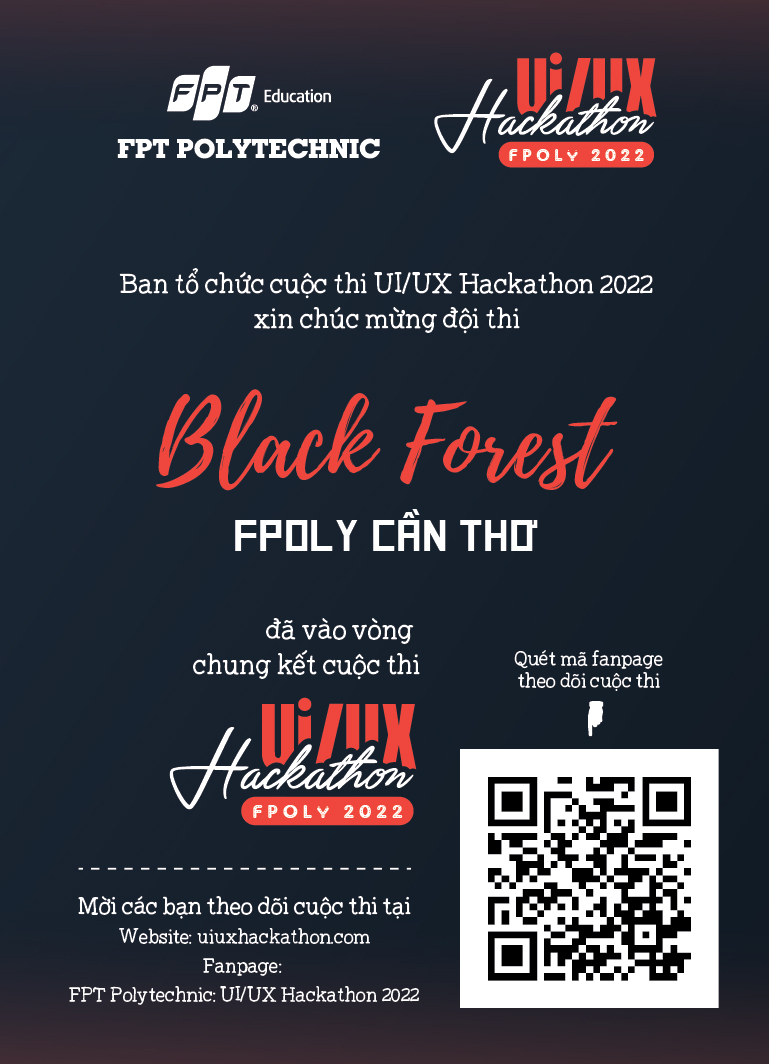 FPT Education
FPT POLYTECHNIC
Ui/UX
Hackathon
FPOLY 2022
Ban tổ chức cuộc thi UI/UX Hackathon 2022
xin chúc mừng đội thi
Black Forest
FPOLY CẦN THƠ
đã vào vòng
chung kết cuộc thi
Ui/UX
Hackathon
FPOLY 2022
Quét mã fanpage
theo dõi cuộc thi
Mời các bạn theo dõi cuộc thi tại
Website: uiuxhackathon.com
Fanpage:
FPT Polytechnic: UI/UX Hackathon 2022